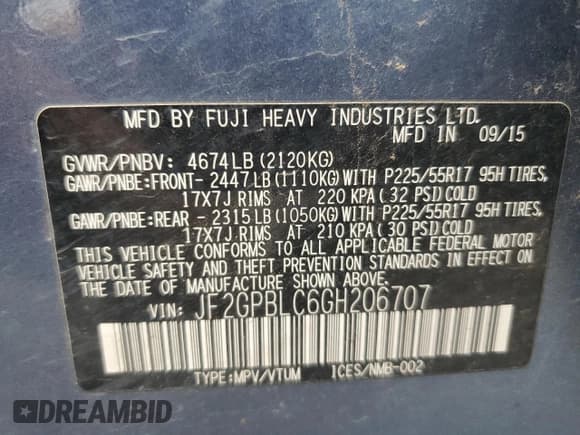 MFD BY FUJI HEAVY INDUSTRIES LTD.
MFD IN 09/15
GVWR/PNBV: 4674LB(2120KG)
GAWR/PNBE:FRONT-2447LB(1110KG)WITH P225/55R17 95H TIRES,
17X7J RIMS AT 220 KPA(32 PSI)COLD
GAWR/PNBE:REAR -2315LB(1050KG)WITH P225/55R17 95H TIRES,
17X7J RIMS AT 210 KPA(30 PSI)COLD
THIS VEHICLE CONFORMS TO ALL APPLICABLE FEDERAL MOTOR
VEHICLE SAFETY AND THEFT PREVENTION STANDARDS IN EFFECT ON
THE DATE OF MANUFACTURE SHOWN ABOVE.
VIN: JF2GPBLC6GH206707
TYPE:MPV/VTUM ICES/NMB-002
DREAMBID